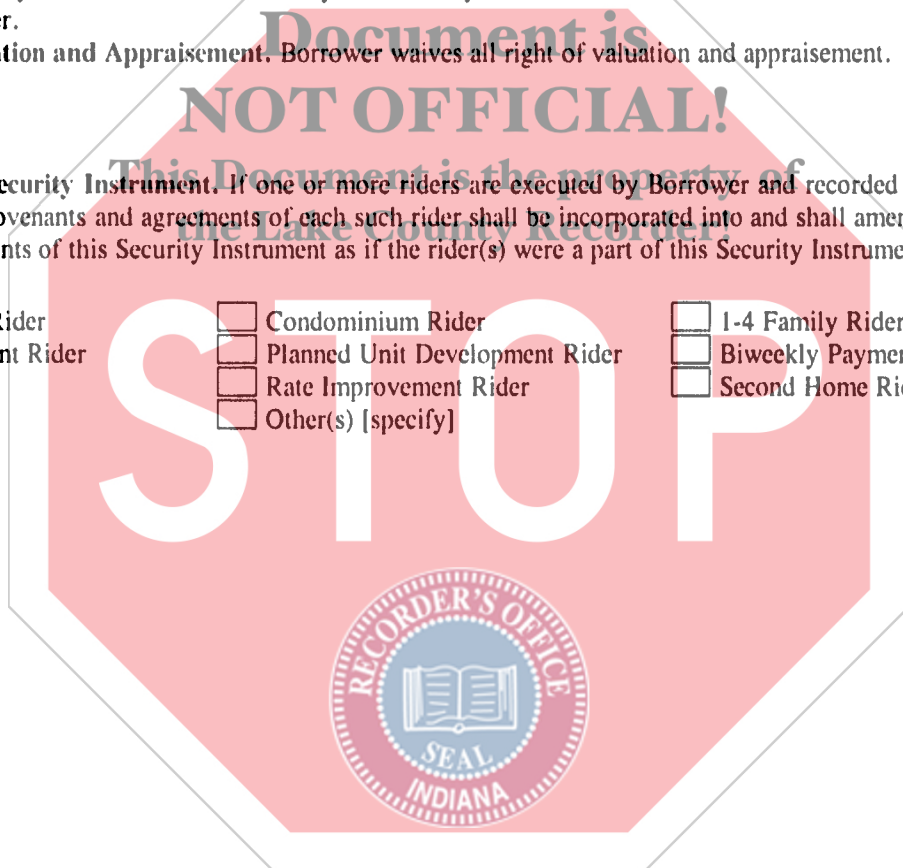 er.
Document is
tion and Appraisement. Borrower waives all right of valuation and appraisement.
NOT OFFICIAL!
This Document is the property of
ecurity Instrument. If one or more riders are executed by Borrower and recorded
ovenants and agreements of each such rider shall be incorporated into and shall amen
the Lake County Recorder!
nts of this Security Instrument as if the rider(s) were a part of this Security Instrume
Rider Condominium Rider 1-4 Family Rider
nt Rider Planned Unit Development Rider Biweekly Paymen
Rate Improvement Rider Second Home Rid
Other(s) [specify]
STOP
RECORDER'S OFFICE
SEAL
INDIANA